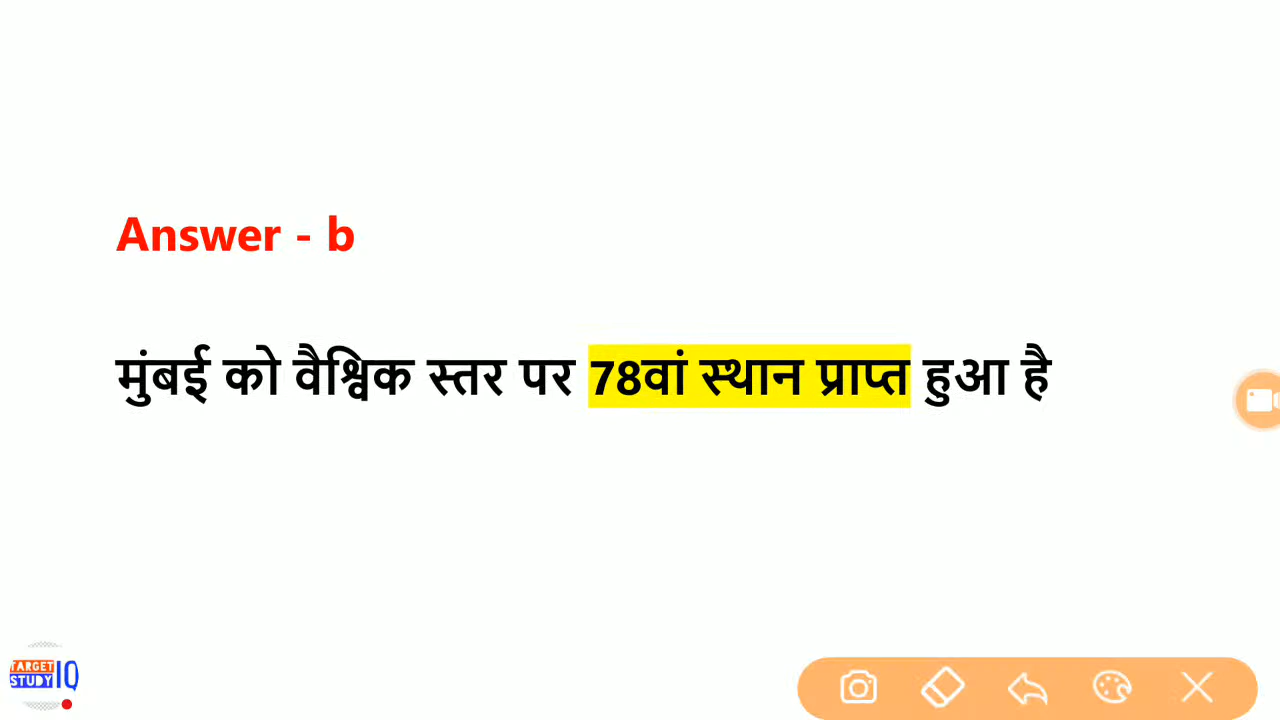 Answer - b
मुंबई को वैश्विक स्तर पर 78वां स्थान प्राप्त हुआ है
TARGET
STUDY IQ